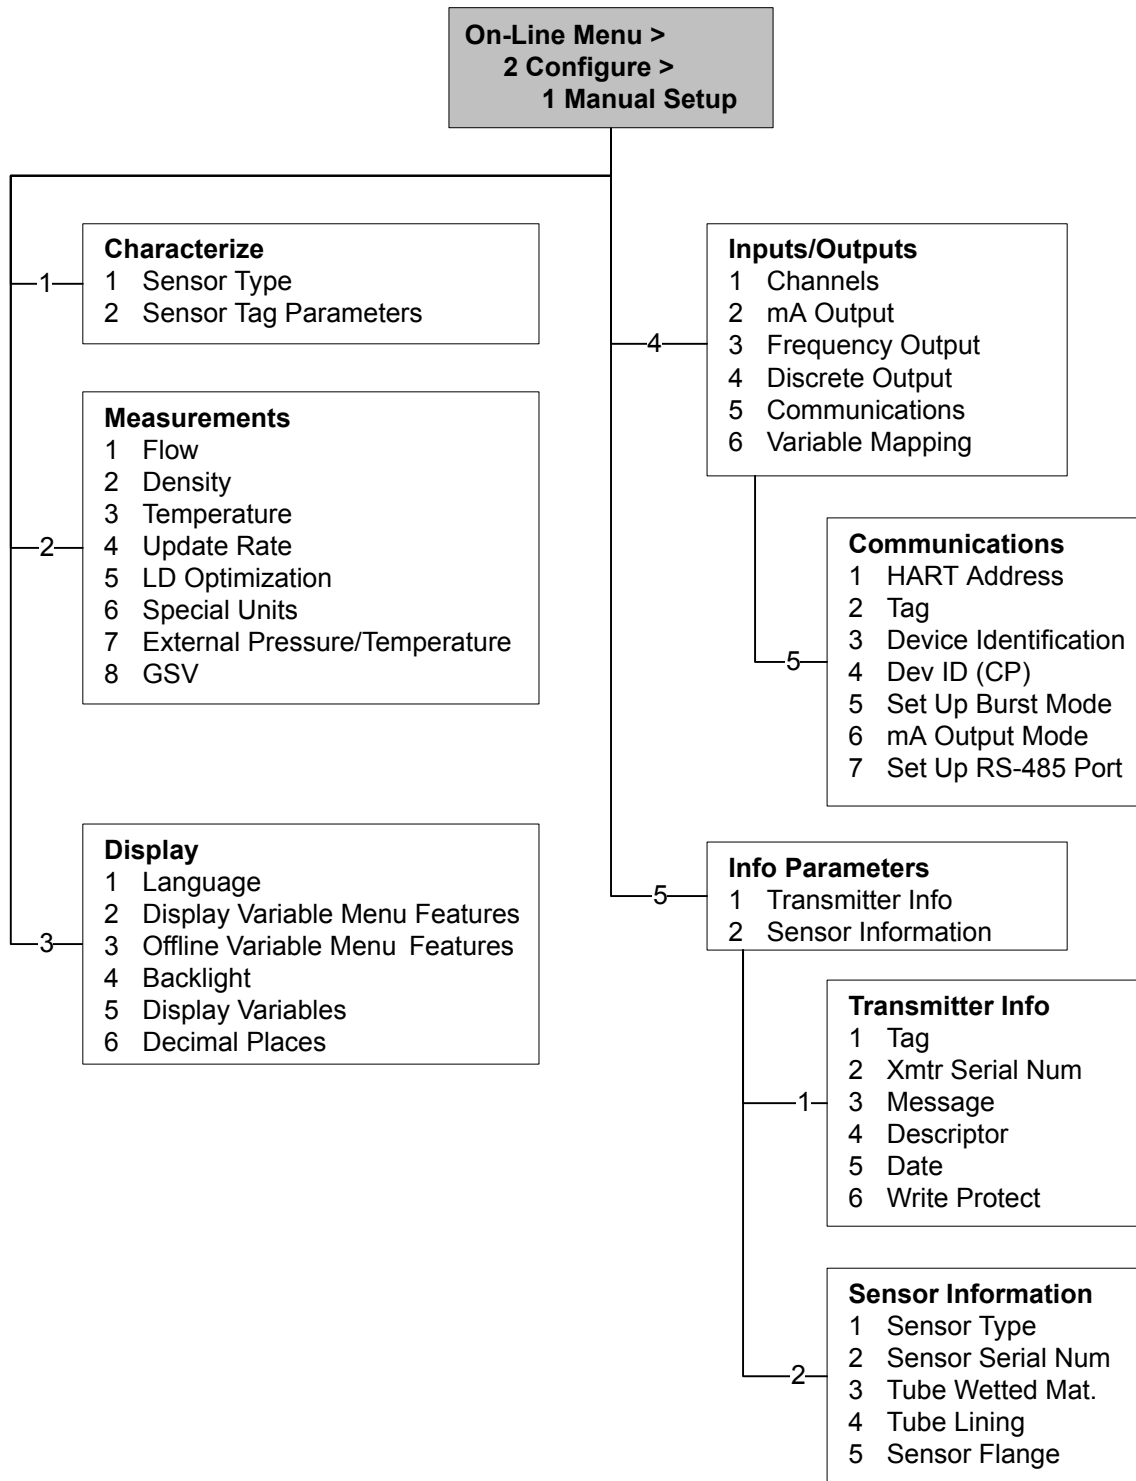 On-Line Menu >
2 Configure >
1 Manual Setup
1
Characterize
1 Sensor Type
2 Sensor Tag Parameters
2
Measurements
1 Flow
2 Density
3 Temperature
4 Update Rate
5 LD Optimization
6 Special Units
7 External Pressure/Temperature
8 GSV
3
Display
1 Language
2 Display Variable Menu Features
3 Offline Variable Menu Features
4 Backlight
5 Display Variables
6 Decimal Places
4
Inputs/Outputs
1 Channels
2 mA Output
3 Frequency Output
4 Discrete Output
5 Communications
6 Variable Mapping
5
Communications
1 HART Address
2 Tag
3 Device Identification
4 Dev ID (CP)
5 Set Up Burst Mode
6 mA Output Mode
7 Set Up RS-485 Port
5
Info Parameters
1 Transmitter Info
2 Sensor Information
1
Transmitter Info
1 Tag
2 Xmtr Serial Num
3 Message
4 Descriptor
5 Date
6 Write Protect
2
Sensor Information
1 Sensor Type
2 Sensor Serial Num
3 Tube Wetted Mat.
4 Tube Lining
5 Sensor Flange